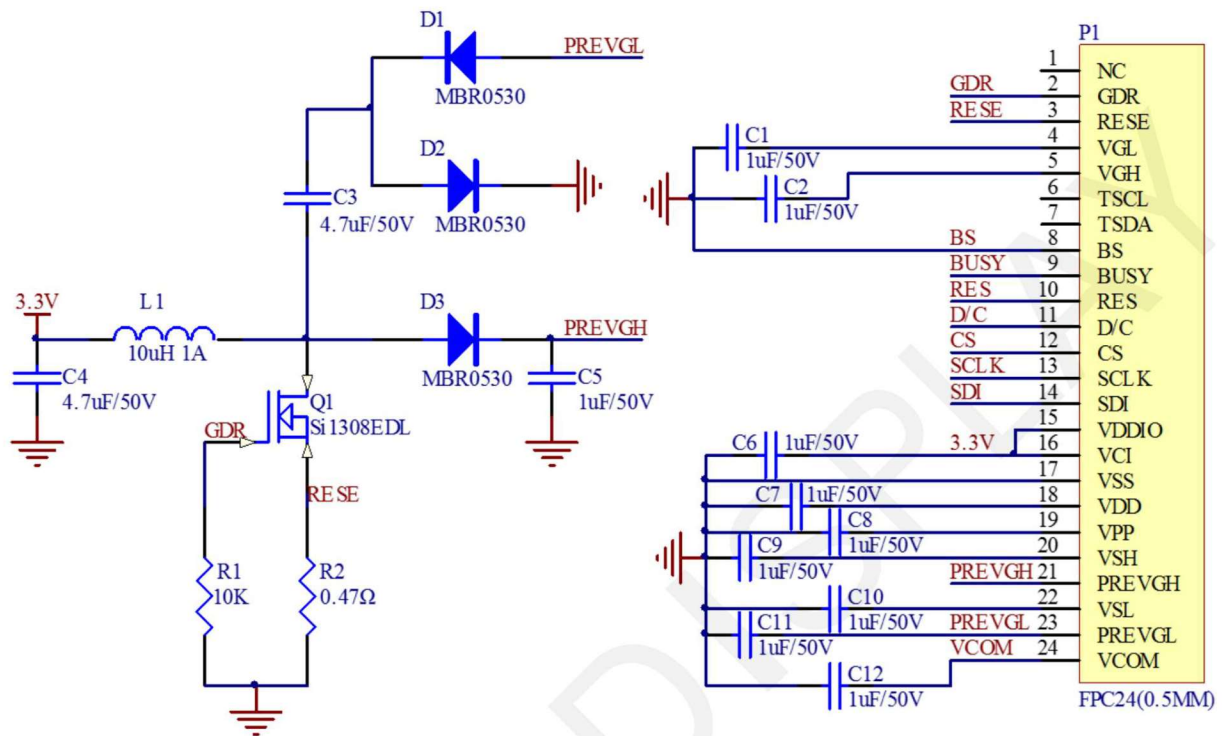 D1
PREVGL
MBR0530
D2
MBR0530
C3
4.7uF/50V
3.3V
L1
10uH 1A
D3
PREVGH
MBR0530
C4
4.7uF/50V
C5
1uF/50V
Q1
Si1308EDL
GDR
RESE
R1
10K
R2
0.47Ω
P1
1 NC
GDR 2 GDR
RESE 3 RESE
C1
1uF/50V
4 VGL
5 VGH
C2
1uF/50V
6 TSCL
7 TSDA
BS 8 BS
BUSY 9 BUSY
RES 10 RES
D/C 11 D/C
CS 12 CS
SCLK 13 SCLK
SDI 14 SDI
15 VDDIO
C6 1uF/50V
3.3V 16 VCI
17 VSS
C7 1uF/50V
18 VDD
C8
1uF/50V
19 VPP
C9
1uF/50V
20 VSH
PREVGH 21 PREVGH
C10
1uF/50V
22 VSL
C11
1uF/50V
PREVGL 23 PREVGL
VCOM 24 VCOM
C12
1uF/50V
FPC24(0.5MM)
DISPLAY